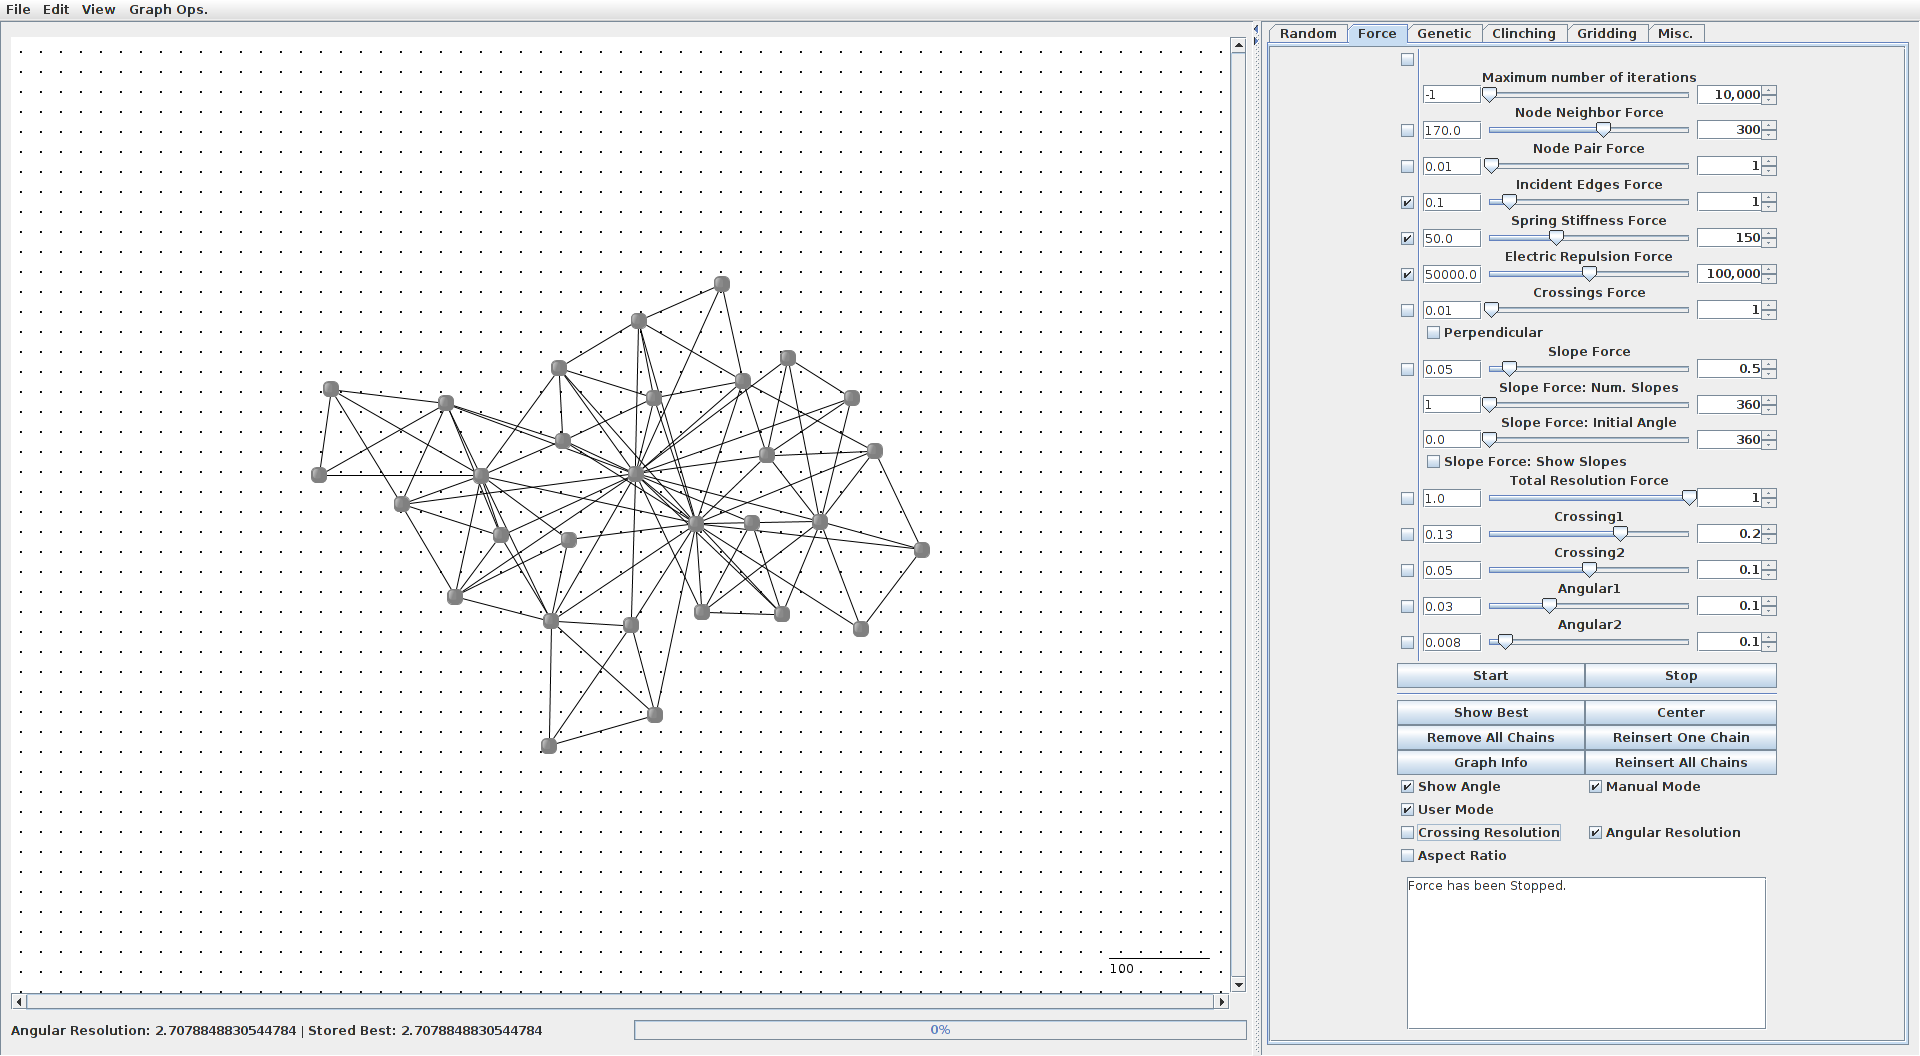 File Edit View Graph Ops.
Random Force Genetic Clinching Gridding Misc.
Maximum number of iterations
-1 10,000
Node Neighbor Force
170.0 300
Node Pair Force
0.01 1
Incident Edges Force
0.1 1
Spring Stiffness Force
50.0 150
Electric Repulsion Force
50000.0 100,000
Crossings Force
0.01 1
Perpendicular
Slope Force
0.05 0.5
Slope Force: Num. Slopes
1 360
Slope Force: Initial Angle
0.0 360
Slope Force: Show Slopes
Total Resolution Force
1.0 1
Crossing1
0.13 0.2
Crossing2
0.05 0.1
Angular1
0.03 0.1
Angular2
0.008 0.1
Start Stop
Show Best Center
Remove All Chains Reinsert One Chain
Graph Info Reinsert All Chains
Show Angle Manual Mode
User Mode
Crossing Resolution Angular Resolution
Aspect Ratio
Force has been Stopped.
100
Angular Resolution: 2.7078848830544784 | Stored Best: 2.7078848830544784
0%